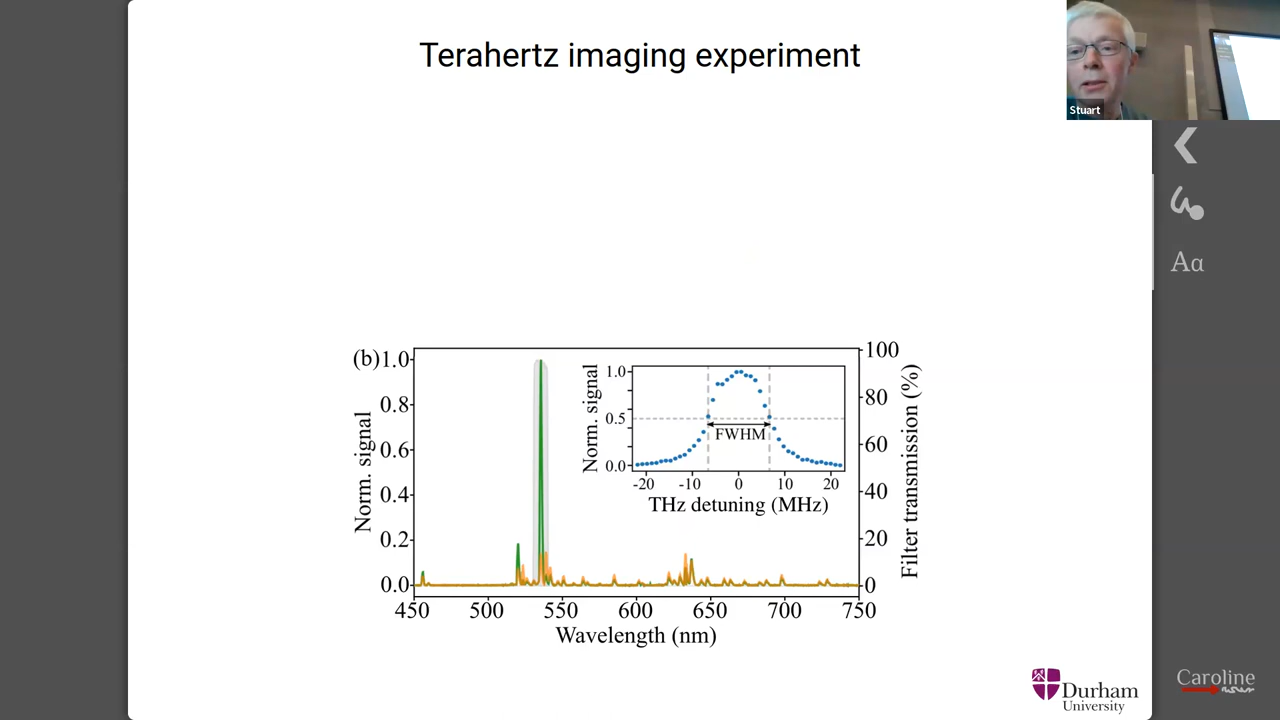 Terahertz imaging experiment
Stuart
Aα
(b)
Norm. signal
1.0
0.8
0.6
0.4
0.2
0.0
450 500 550 600 650 700 750
Wavelength (nm)
100
80
60
40
20
0
Filter transmission (%)
Norm. signal
1.0
0.5
0.0
FWHM
-20 -10 0 10 20
THz detuning (MHz)
Durham
University
Caroline